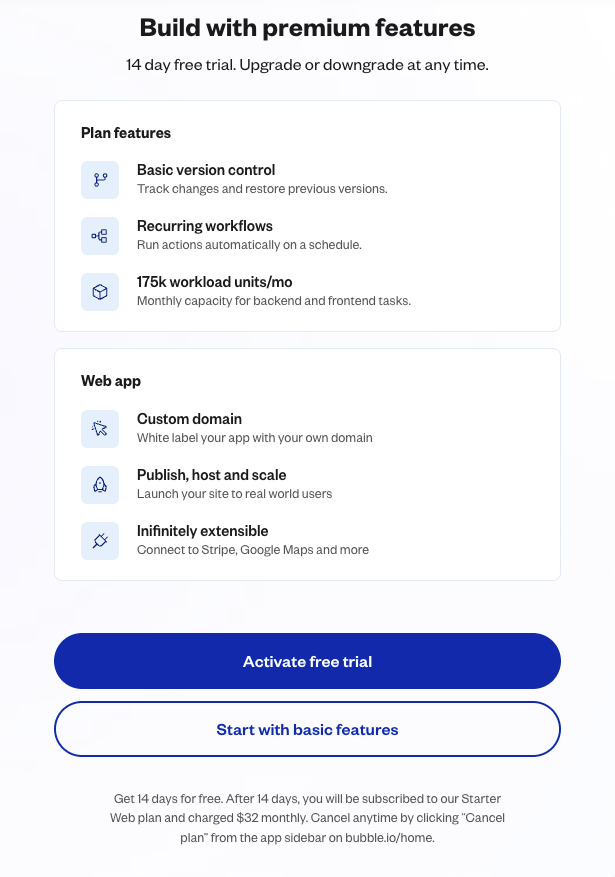 Build with premium features
14 day free trial. Upgrade or downgrade at any time.
Plan features
Basic version control
Track changes and restore previous versions.
Recurring workflows
Run actions automatically on a schedule.
175k workload units/mo
Monthly capacity for backend and frontend tasks.
Web app
Custom domain
White label your app with your own domain
Publish, host and scale
Launch your site to real world users
Inifinitely extensible
Connect to Stripe, Google Maps and more
Activate free trial
Start with basic features
Get 14 days for free. After 14 days, you will be subscribed to our Starter
Web plan and charged $32 monthly. Cancel anytime by clicking "Cancel
plan" from the app sidebar on bubble.io/home.